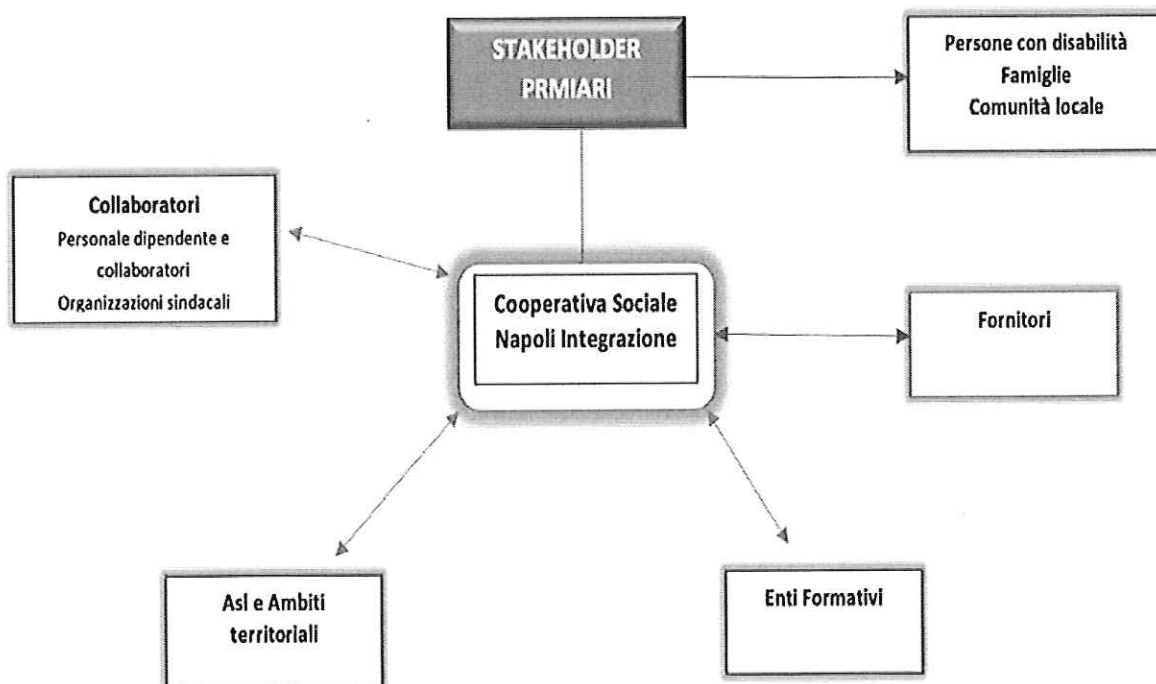 STAKEHOLDER
PRMIARI
Persone con disabilità
Famiglie
Comunità locale
Collaboratori
Personale dipendente e
collaboratori
Organizzazioni sindacali
Cooperativa Sociale
Napoli Integrazione
Fornitori
Asl e Ambiti
territoriali
Enti Formativi